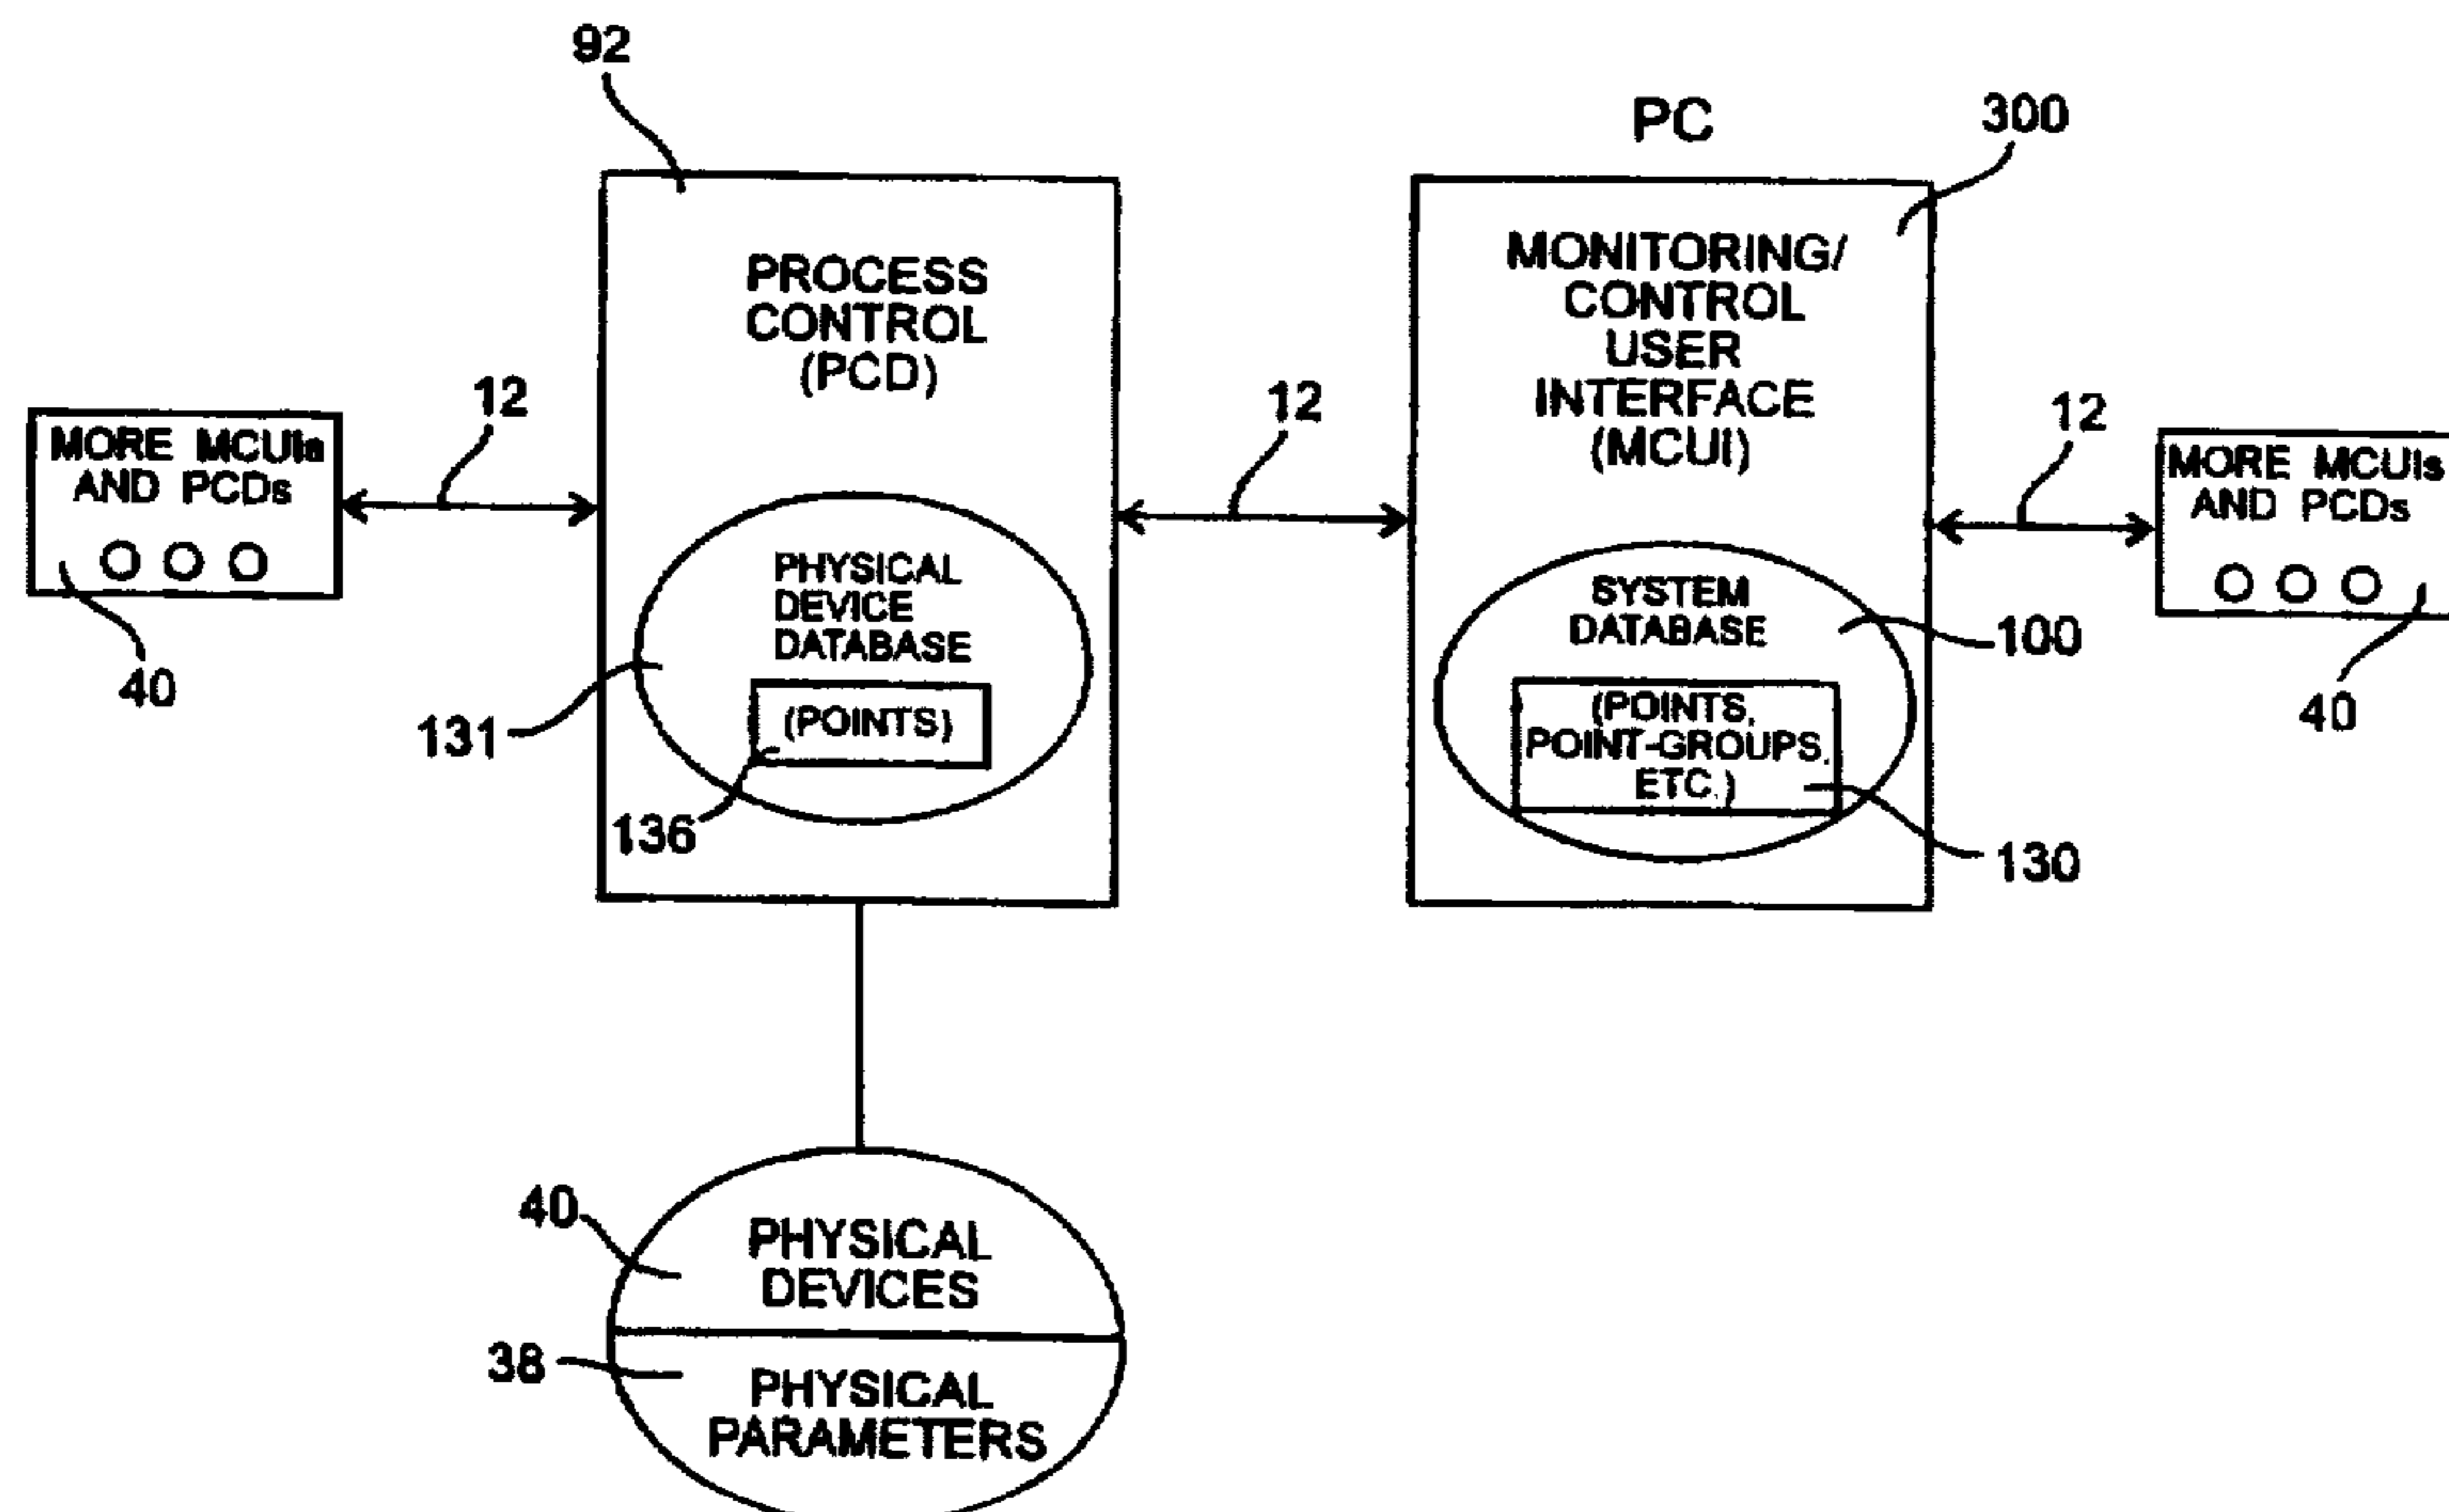 92
PC
300
PROCESS
CONTROL
(PCD)
MONITORING/
CONTROL
USER
INTERFACE
(MCUI)
12
12
12
MORE MCUIs
AND PCDs
40
MORE MCUIs
AND PCDs
40
PHYSICAL
DEVICE
DATABASE
(POINTS)
131
136
SYSTEM
DATABASE
(POINTS,
POINT-GROUPS,
ETC.)
100
130
40
PHYSICAL
DEVICES
38
PHYSICAL
PARAMETERS